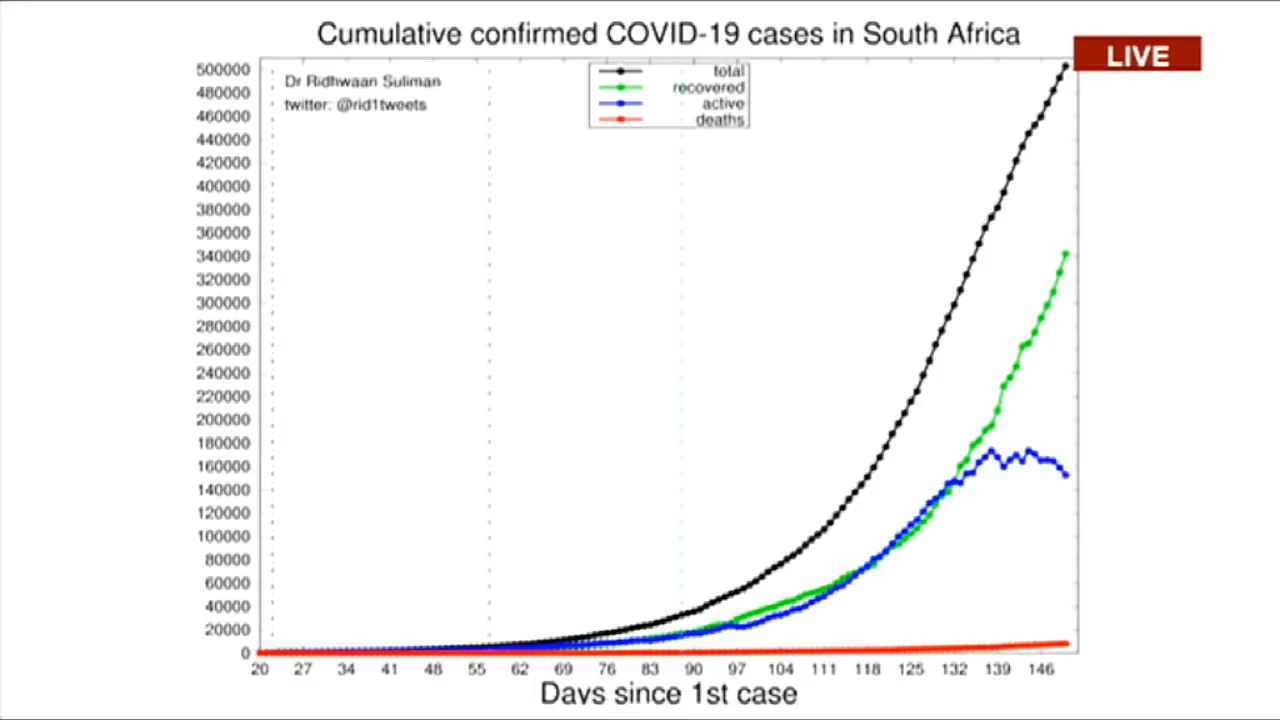 Cumulative confirmed COVID-19 cases in South Africa
LIVE
Dr Ridhwaan Suliman
twitter: @rid1tweets
total
recovered
active
deaths
500000
480000
460000
440000
420000
400000
380000
360000
340000
320000
300000
280000
260000
240000
220000
200000
180000
160000
140000
120000
100000
80000
60000
40000
20000
0
20 27 34 41 48 55 62 69 76 83 90 97 104 111 118 125 132 139 146
Days since 1st case